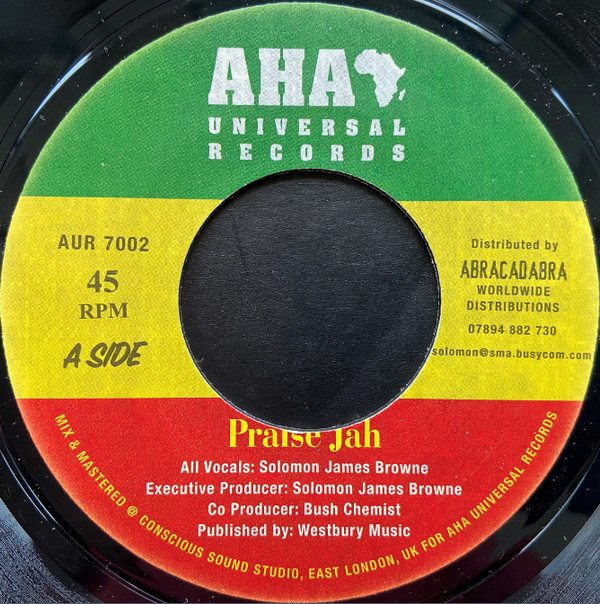 AHA
UNIVERSAL
RECORDS
AUR 7002
45
RPM
A SIDE
Distributed by
ABRACADABRA
WORLDWIDE
DISTRIBUTIONS
07894 882 730
solomon@sma.busycom.com
Praise Jah
All Vocals: Solomon James Browne
Executive Producer: Solomon James Browne
Co Producer: Bush Chemist
Published by: Westbury Music
MIX & MASTERED @ CONSCIOUS SOUND STUDIO, EAST LONDON, UK FOR AHA UNIVERSAL RECORDS